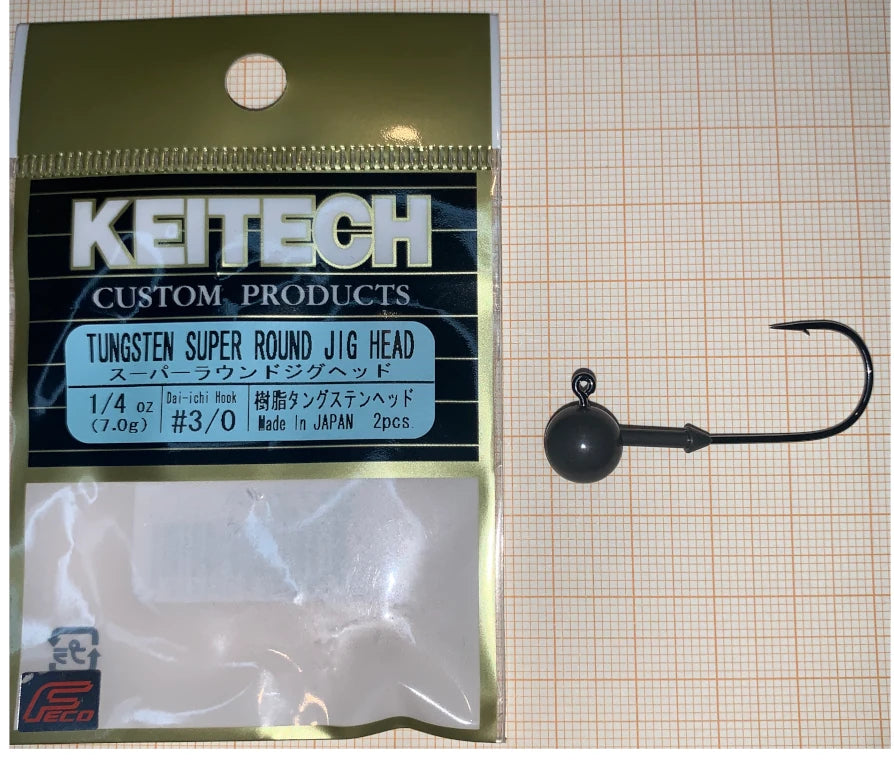 KEITECH
CUSTOM PRODUCTS
TUNGSTEN SUPER ROUND JIG HEAD
スーパーラウンドジグヘッド
1/4 oz
(7.0g)
Dai-ichi Hook
#3/0
樹脂タングステンヘッド
Made In JAPAN 2pcs.
プラ
FECO